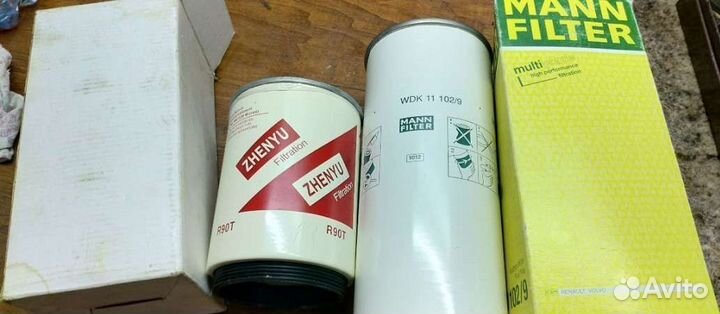 ZHENYU
Filtration
ZHENYU
Filtration
R90T
R90T
WDK 11 102/9
MANN
FILTER
1012
MANN
FILTER
multi
high performance
filtration
102/9
RENAULT, VOLVO
Avito